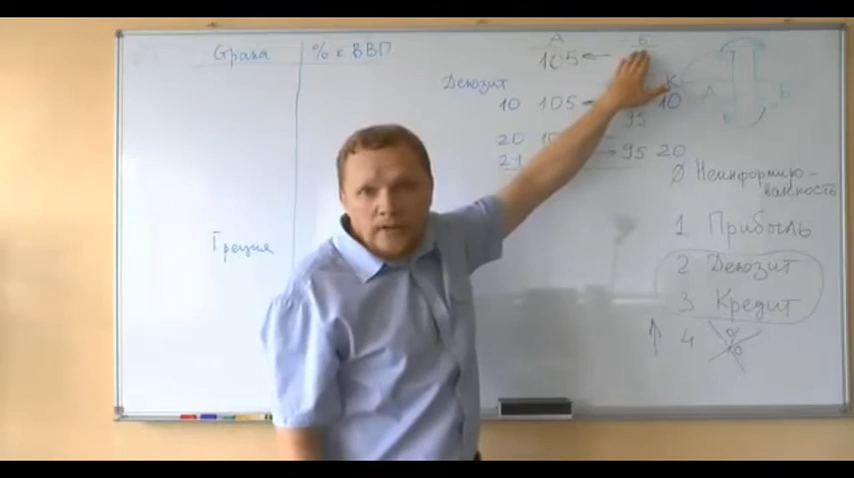 Страна % к ВВП
А Б
105 ←
Депозит К
10 105 10
95
20
21 95 20
0 Неинформиро-
ванность
1 Прибыль
2 Депозит
3 Кредит
↑ 4 %
Греция
А Б